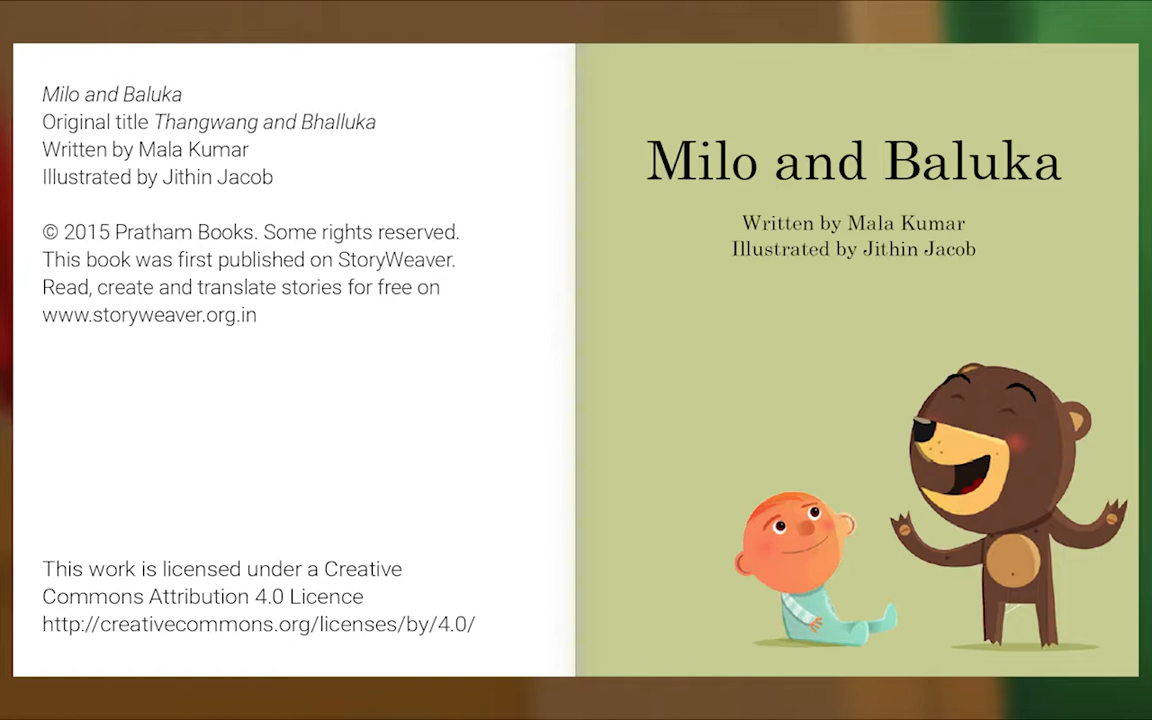 Milo and Baluka
Original title Thangwang and Bhalluka
Written by Mala Kumar
Illustrated by Jithin Jacob
© 2015 Pratham Books. Some rights reserved.
This book was first published on StoryWeaver.
Read, create and translate stories for free on
www.storyweaver.org.in
This work is licensed under a Creative
Commons Attribution 4.0 Licence
http://creativecommons.org/licenses/by/4.0/
Milo and Baluka
Written by Mala Kumar
Illustrated by Jithin Jacob